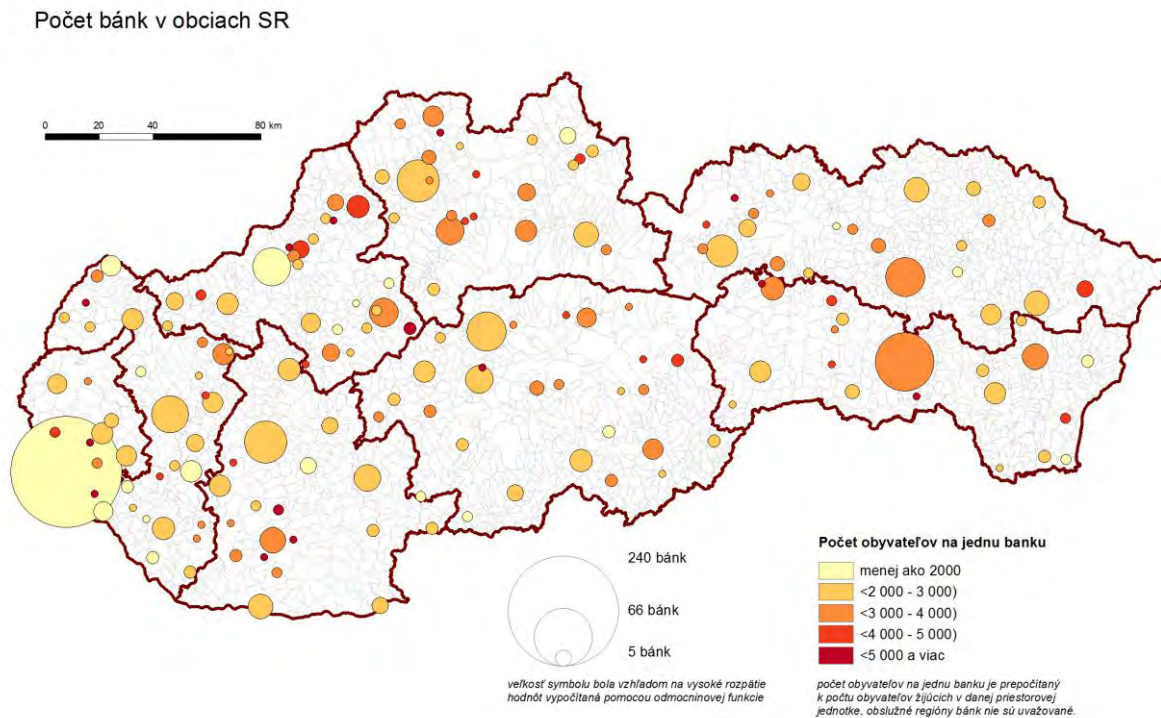 Počet bánk v obciach SR
0 20 40 80 km
240 bánk
66 bánk
5 bánk
veľkosť symbolu bola vzhľadom na vysoké rozpätie
hodnôt vypočítaná pomocou odmocninovej funkcie
Počet obyvateľov na jednu banku
menej ako 2000
<2 000 - 3 000)
<3 000 - 4 000)
<4 000 - 5 000)
<5 000 a viac
počet obyvateľov na jednu banku je prepočítaný
k počtu obyvateľov žijúcich v danej priestorovej
jednotke, obslužné regióny bánk nie sú uvažované.